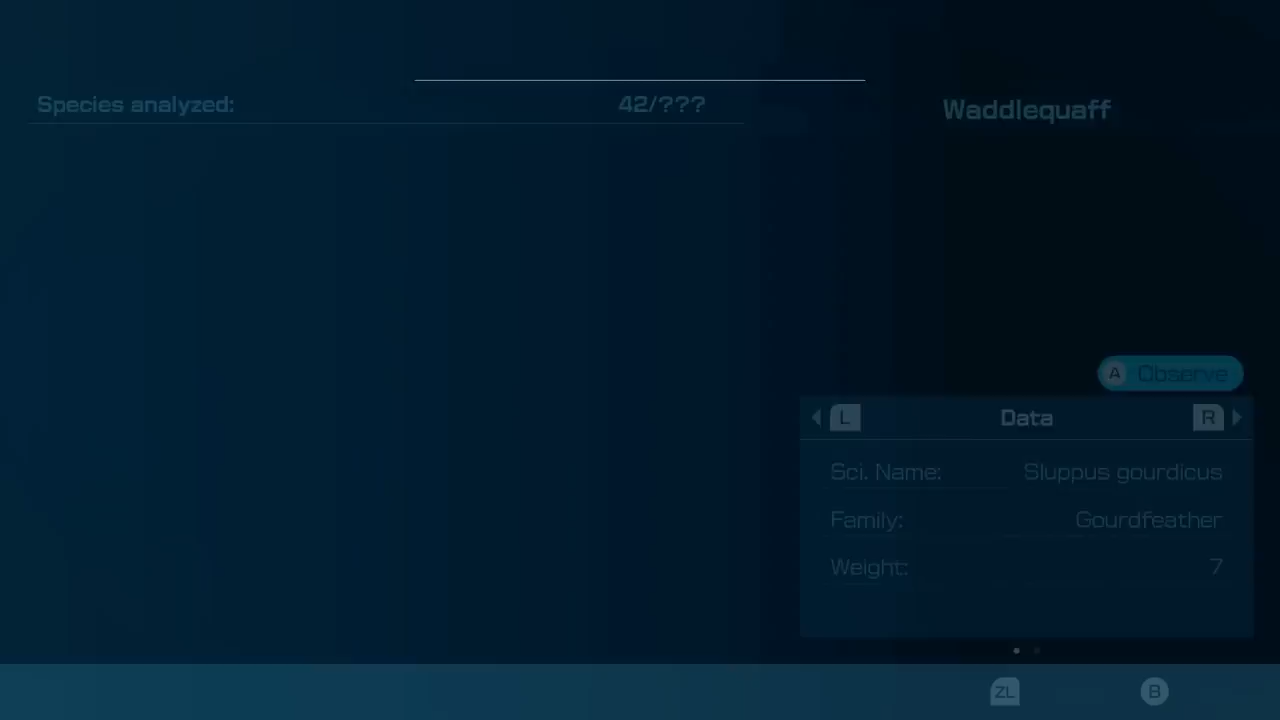 Species analyzed: 42/???
Waddlequaff
A Observe
L Data R
Sci. Name: Sluppus gourdicus
Family: Gourdfeather
Weight: 7
ZL B